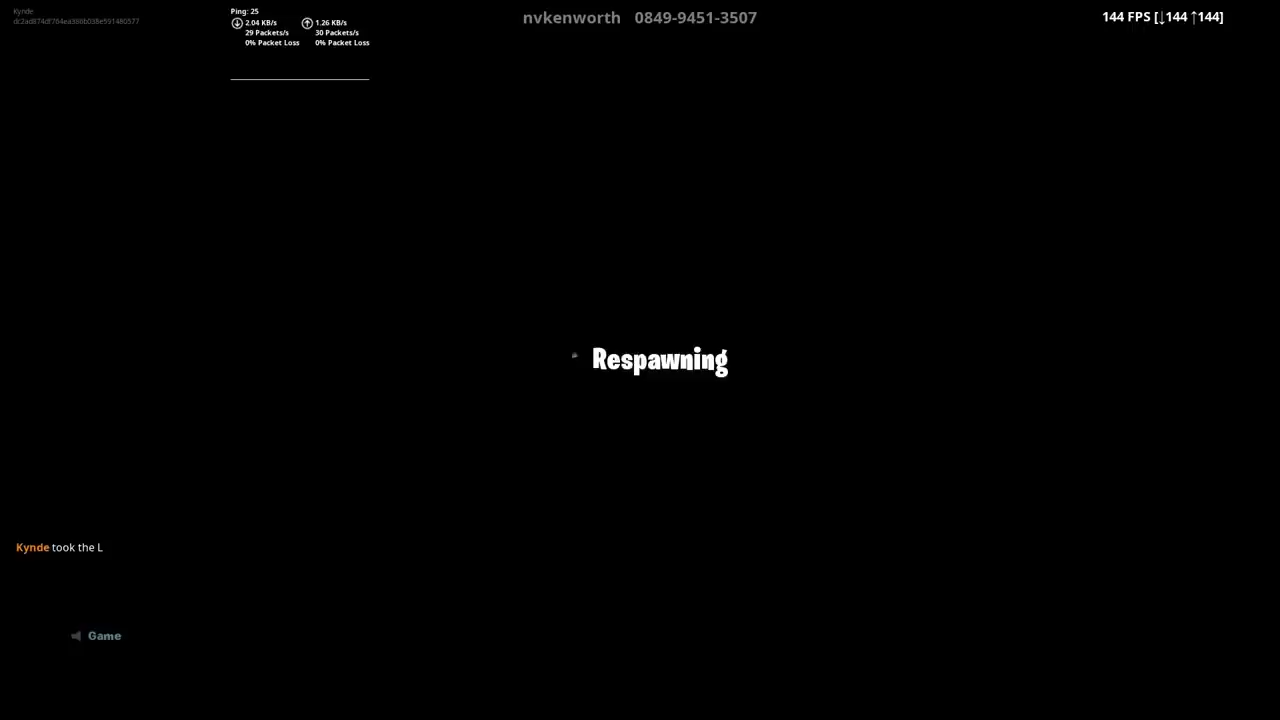 Kynde
Ping: 25
2.04 KB/s
1.26 KB/s
29 Packets/s
30 Packets/s
0% Packet Loss
0% Packet Loss
nvkenworth 0849-9451-3507
144 FPS [↓144 ↑144]
Respawning
Kynde took the L
Game